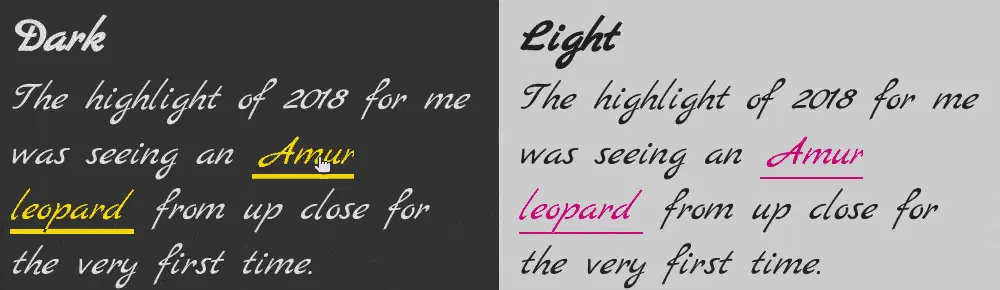 Dark
The highlight of 2018 for me
was seeing an Amur
leopard from up close for
the very first time.
Light
The highlight of 2018 for me
was seeing an Amur
leopard from up close for
the very first time.